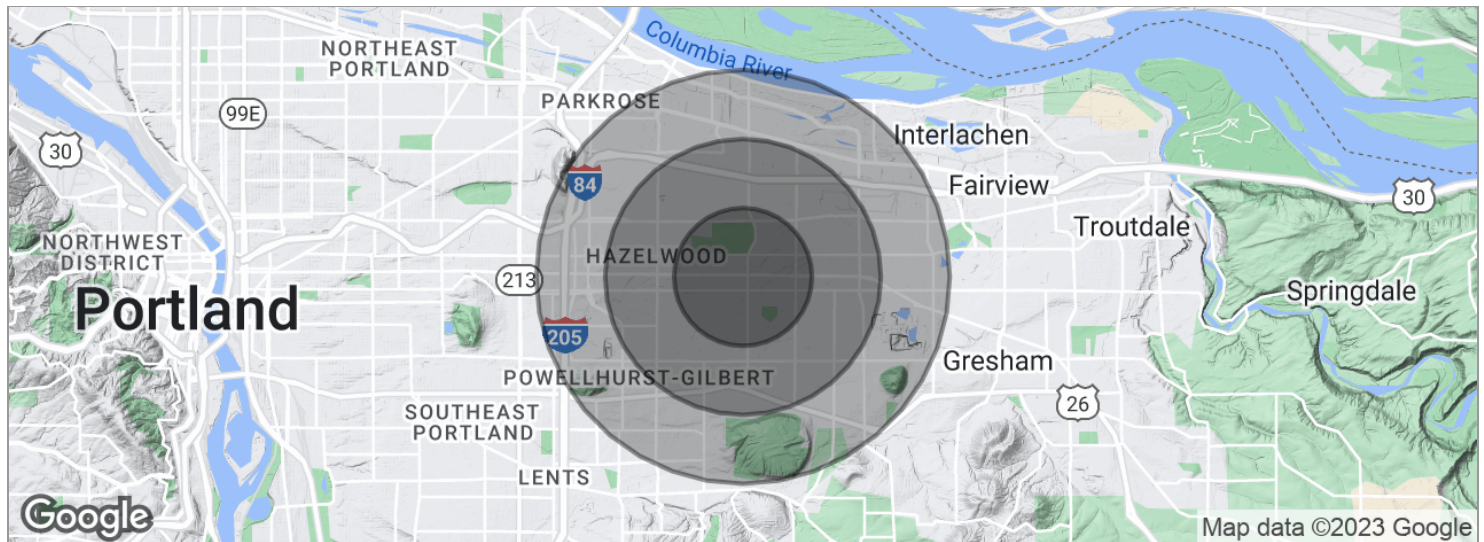 NORTHEAST
PORTLAND
Columbia River
PARKROSE
99E
Interlachen
30
84
Fairview
30
Troutdale
NORTHWEST
DISTRICT
HAZELWOOD
213
Springdale
Portland
205
Gresham
POWELLHURST-GILBERT
26
SOUTHEAST
PORTLAND
LENTS
Google
Map data ©2023 Google